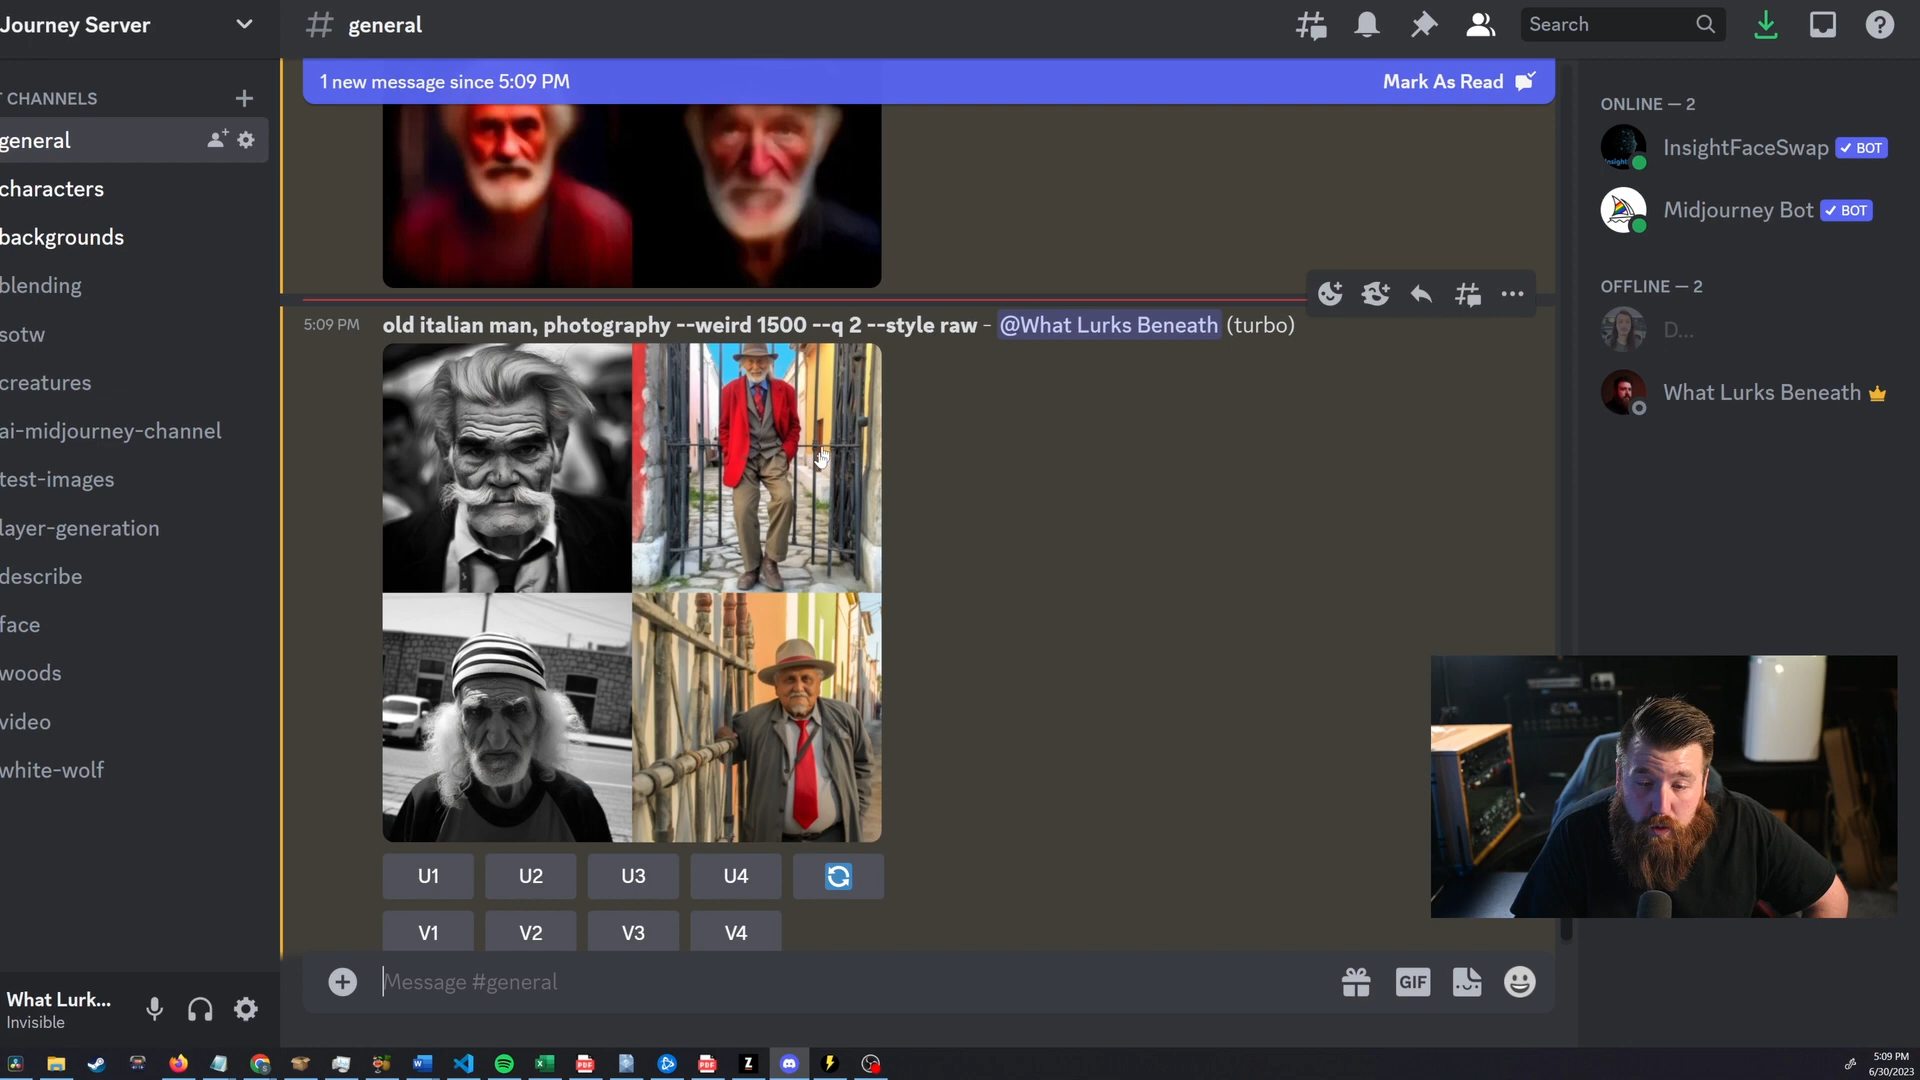 Journey Server
general
Search
1 new message since 5:09 PM
Mark As Read
CHANNELS
general
characters
backgrounds
blending
sotw
creatures
ai-midjourney-channel
test-images
layer-generation
describe
face
woods
video
white-wolf
5:09 PM old italian man, photography --weird 1500 --q 2 --style raw - @What Lurks Beneath (turbo)
U1 U2 U3 U4
V1 V2 V3 V4
Message #general
GIF
ONLINE — 2
InsightFaceSwap ✓ BOT
Midjourney Bot ✓ BOT
OFFLINE — 2
D...
What Lurks Beneath
What Lurk...
Invisible
5:09 PM
6/30/2023